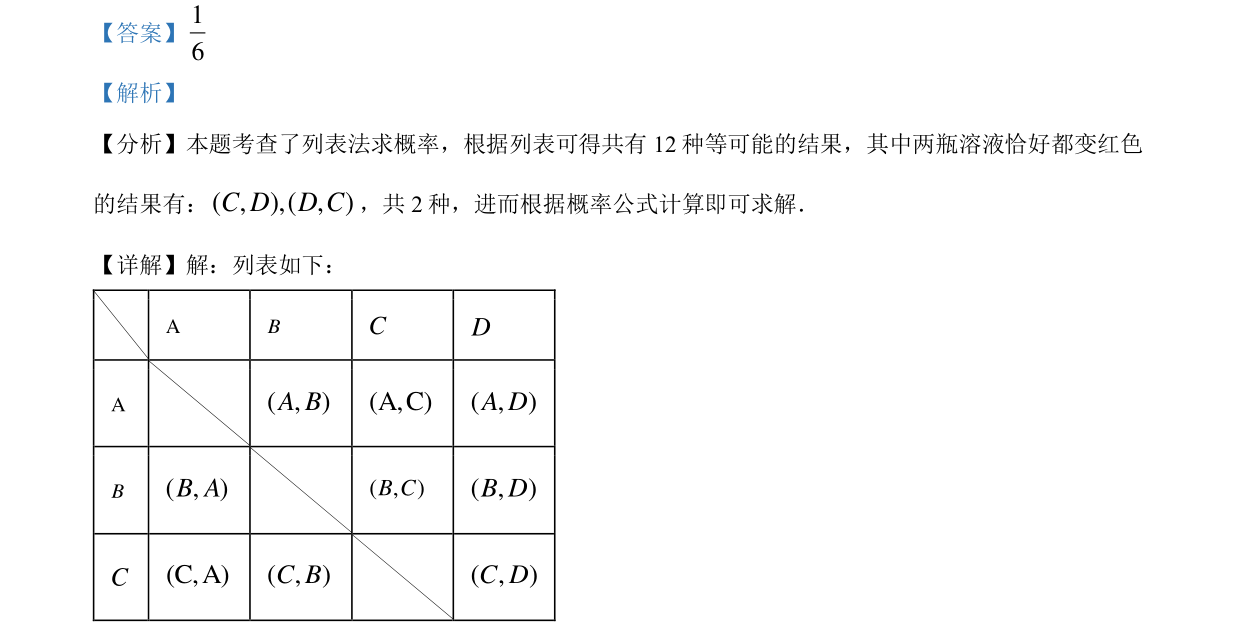 【答案】1/6
【解析】
【分析】本题考查了列表法求概率，根据列表可得共有 12 种等可能的结果，其中两瓶溶液恰好都变红色
的结果有：(C,D),(D,C)，共 2 种，进而根据概率公式计算即可求解．
【详解】解：列表如下：
A B C D
A (A,B) (A,C) (A,D)
B (B,A) (B,C) (B,D)
C (C,A) (C,B) (C,D)